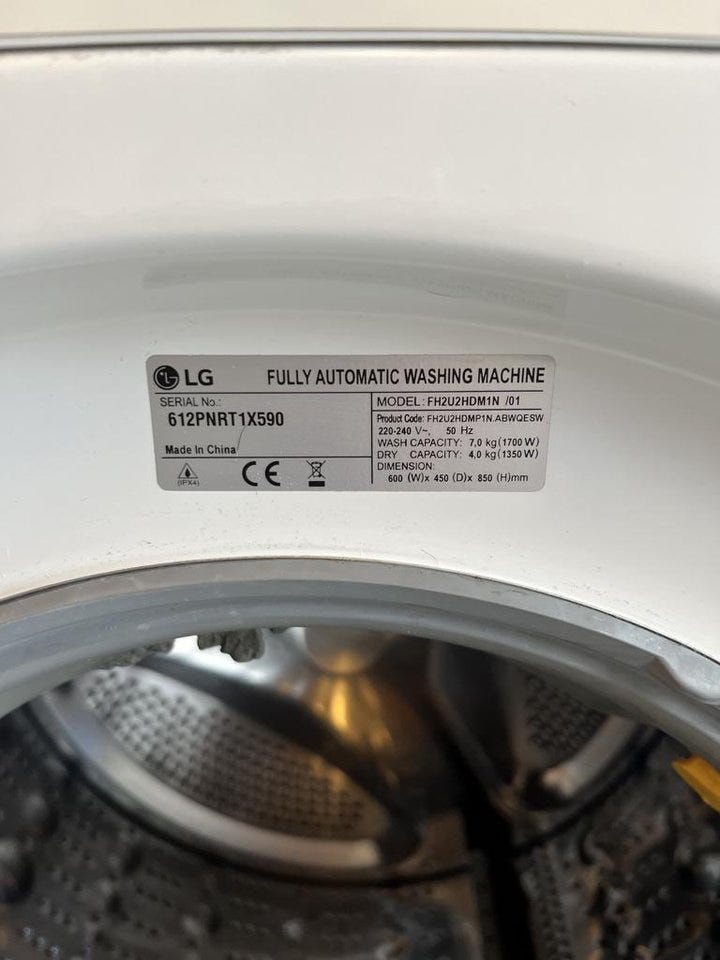 LG FULLY AUTOMATIC WASHING MACHINE
SERIAL No.:
612PNRT1X590
Made in China
(IPX4)
CE
MODEL: FH2U2HDM1N /01
Product Code: FH2U2HDMP1N.ABWQESW
220-240 V~, 50 Hz
WASH CAPACITY: 7,0 kg(1700 W)
DRY CAPACITY: 4,0 kg(1350 W)
DIMENSION:
600 (W)x 450 (D)x 850 (H)mm